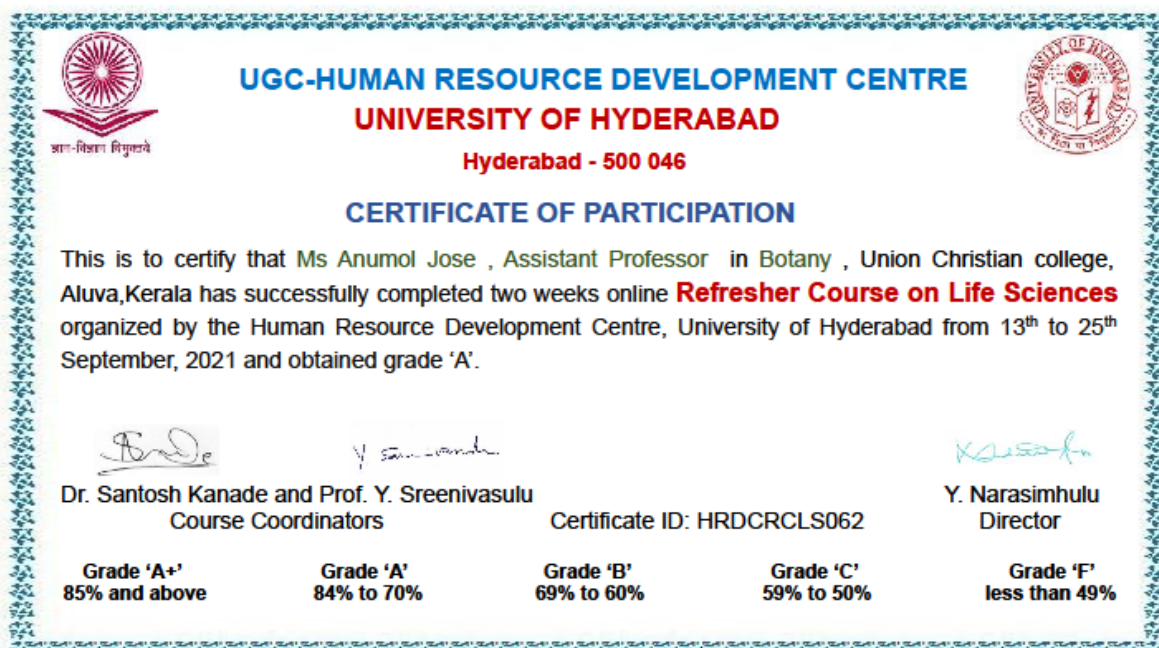 UGC-HUMAN RESOURCE DEVELOPMENT CENTRE
UNIVERSITY OF HYDERABAD
Hyderabad - 500 046
ज्ञान-विज्ञान विमुक्तये
UNIVERSITY OF HYDERABAD
CERTIFICATE OF PARTICIPATION
This is to certify that Ms Anumol Jose , Assistant Professor in Botany , Union Christian college,
Aluva,Kerala has successfully completed two weeks online Refresher Course on Life Sciences
organized by the Human Resource Development Centre, University of Hyderabad from 13th to 25th
September, 2021 and obtained grade ‘A’.
Dr. Santosh Kanade and Prof. Y. Sreenivasulu
Course Coordinators
Certificate ID: HRDCRCLS062
Y. Narasimhulu
Director
Grade ‘A+’ Grade ‘A’ Grade ‘B’ Grade ‘C’ Grade ‘F’
85% and above 84% to 70% 69% to 60% 59% to 50% less than 49%